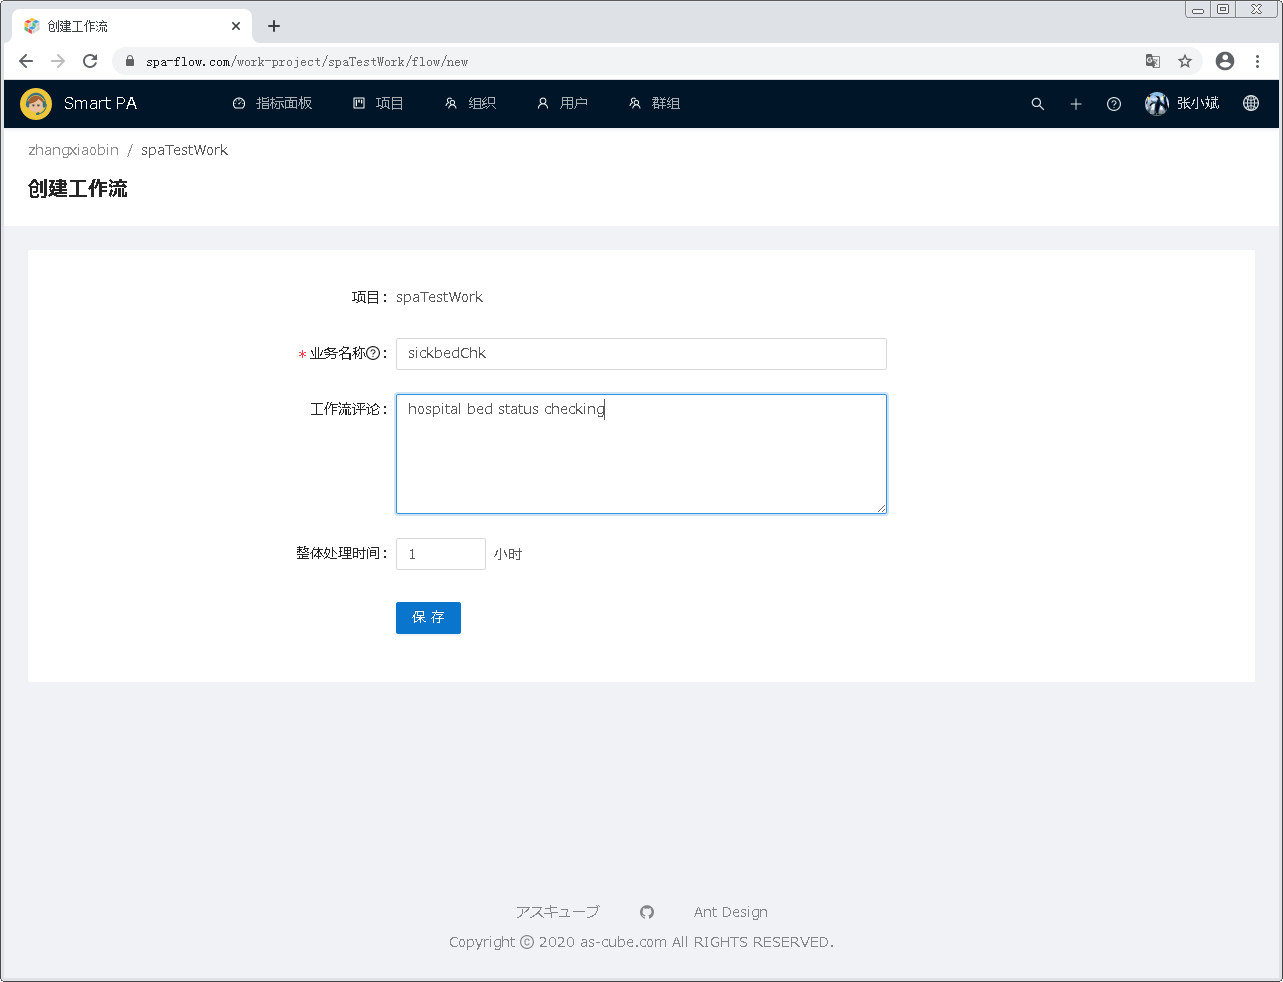 创建工作流
spa-flow.com/work-project/spaTestWork/flow/new
Smart PA 指标面板 项目 组织 用户 群组 张小斌
zhangxiaobin / spaTestWork
创建工作流
项目: spaTestWork
* 业务名称: sickbedChk
工作流评论: hospital bed status checking
整体处理时间: 1 小时
保 存
アスキューブ Ant Design
Copyright © 2020 as-cube.com All RIGHTS RESERVED.